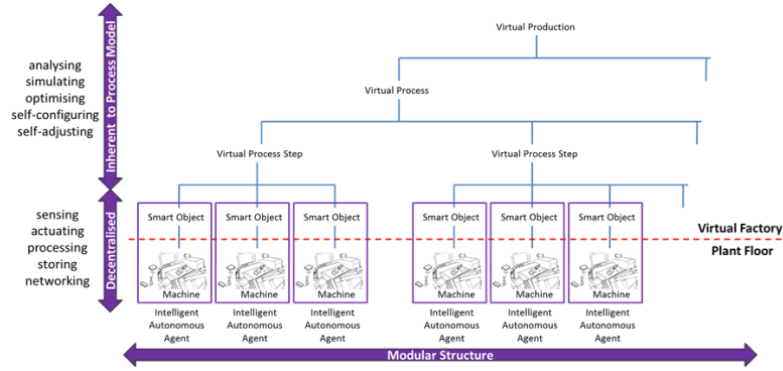 Virtual Production
analysing
simulating
optimising
self-configuring
self-adjusting
Inherent to Process Model
Virtual Process
Virtual Process Step
Virtual Process Step
sensing
actuating
processing
storing
networking
Decentralised
Smart Object
Smart Object
Smart Object
Smart Object
Smart Object
Smart Object
Virtual Factory
Plant Floor
Machine
Machine
Machine
Machine
Machine
Machine
Intelligent
Autonomous
Agent
Intelligent
Autonomous
Agent
Intelligent
Autonomous
Agent
Intelligent
Autonomous
Agent
Intelligent
Autonomous
Agent
Intelligent
Autonomous
Agent
Modular Structure